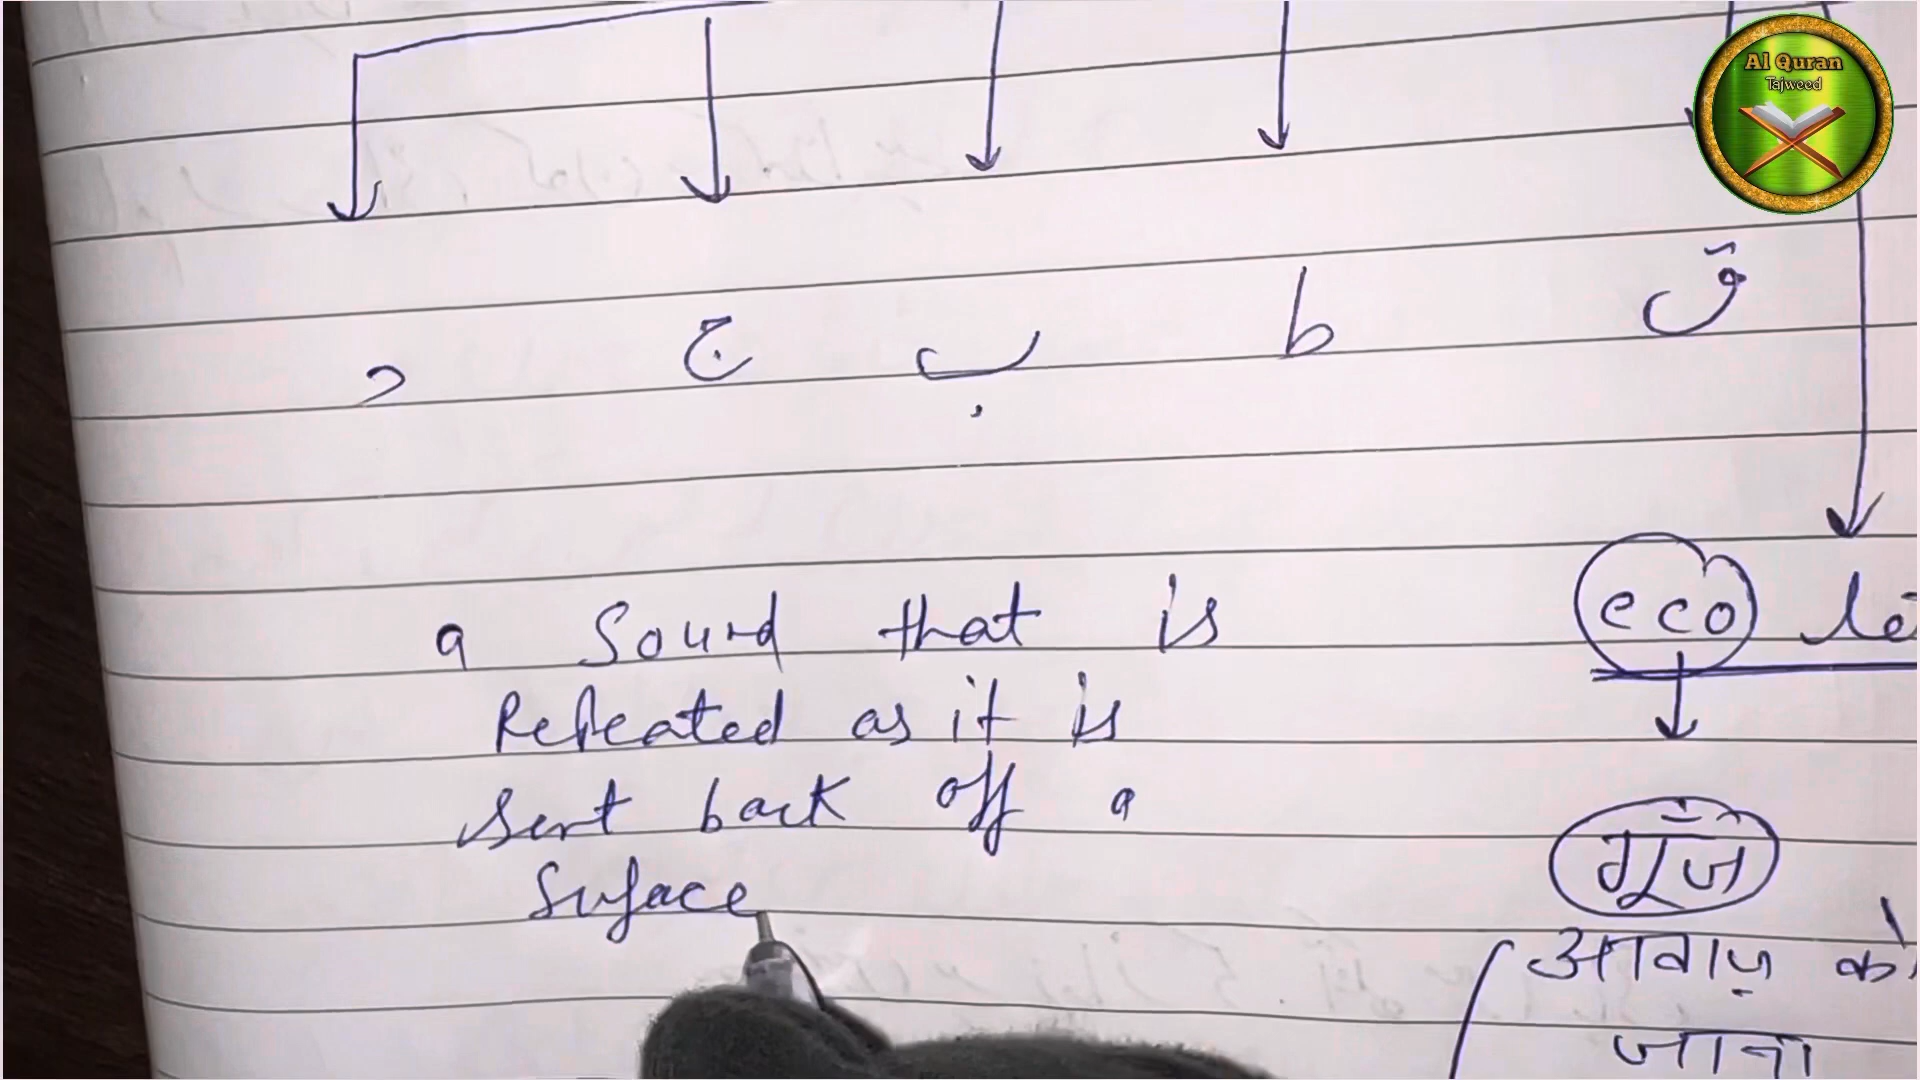 Al Quran
Tajweed
ق ط ب ج د
eco
a Sound that is
Repeated as it is
sent back off a
Suface
गूँज
आवाज़ को
जाना